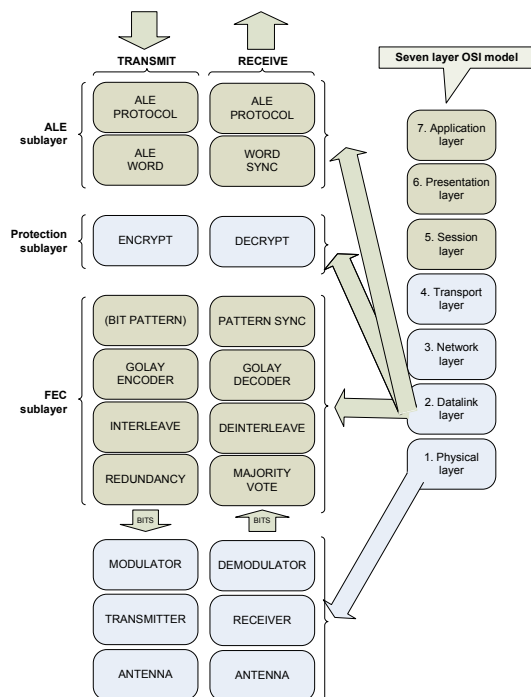 Seven layer OSI model
TRANSMIT
RECEIVE
ALE
sublayer
ALE
PROTOCOL
ALE
PROTOCOL
ALE
WORD
WORD
SYNC
Protection
sublayer
ENCRYPT
DECRYPT
FEC
sublayer
(BIT PATTERN)
PATTERN SYNC
GOLAY
ENCODER
GOLAY
DECODER
INTERLEAVE
DEINTERLEAVE
REDUNDANCY
MAJORITY
VOTE
BITS
BITS
MODULATOR
DEMODULATOR
TRANSMITTER
RECEIVER
ANTENNA
ANTENNA
7. Application
layer
6. Presentation
layer
5. Session
layer
4. Transport
layer
3. Network
layer
2. Datalink
layer
1. Physical
layer